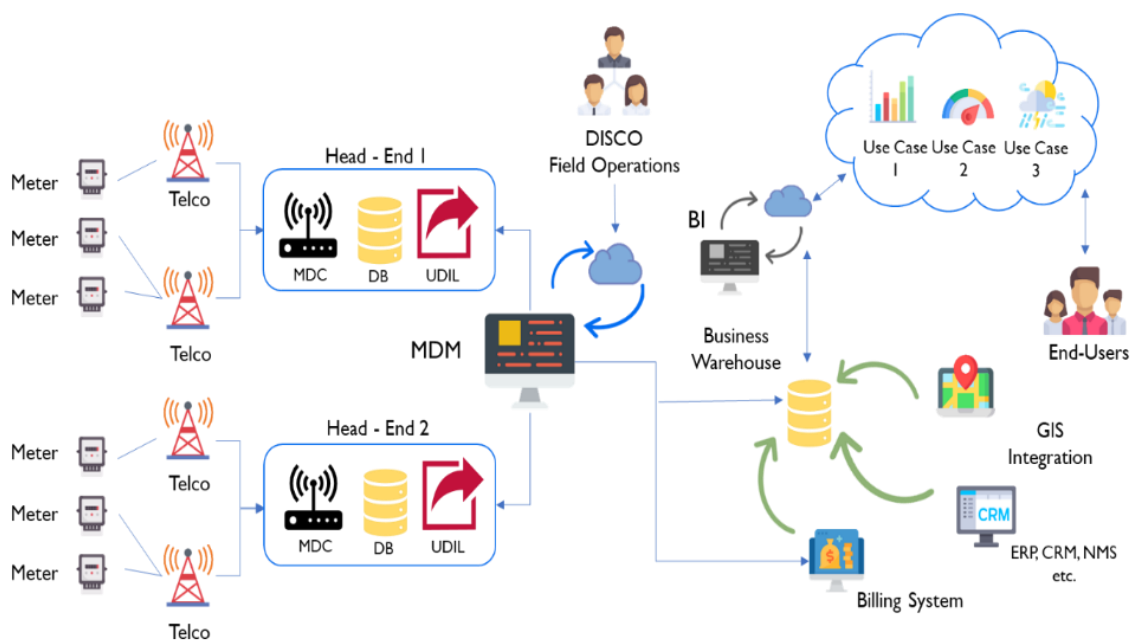 DISCO
Field Operations
Use Case
1
Use Case
2
Use Case
3
Head - End 1
Meter
Telco
Meter
MDC
DB
UDIL
Meter
Telco
BI
MDM
Business
Warehouse
End-Users
Head - End 2
GIS
Integration
Meter
Telco
Meter
MDC
DB
UDIL
Meter
Telco
CRM
ERP, CRM, NMS
etc.
Billing System